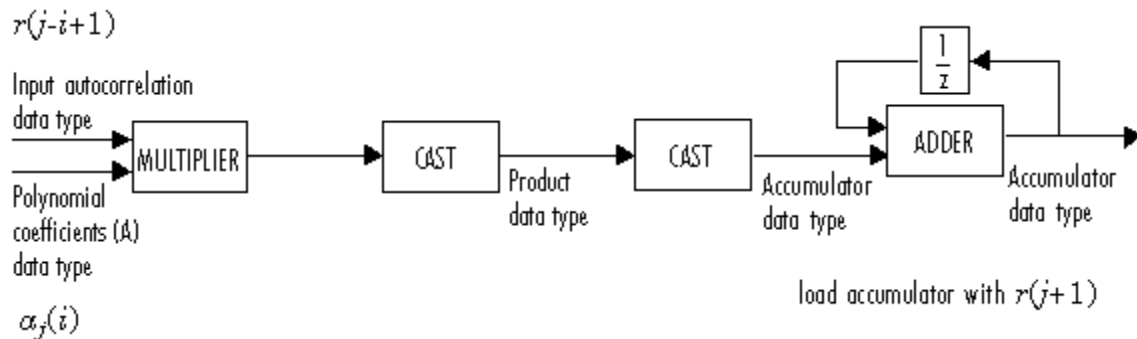 r(j-i+1)
Input autocorrelation
data type
MULTIPLIER
Polynomial
coefficients (A)
data type
α_j(i)
CAST
Product
data type
CAST
Accumulator
data type
1
z
ADDER
Accumulator
data type
load accumulator with r(j+1)